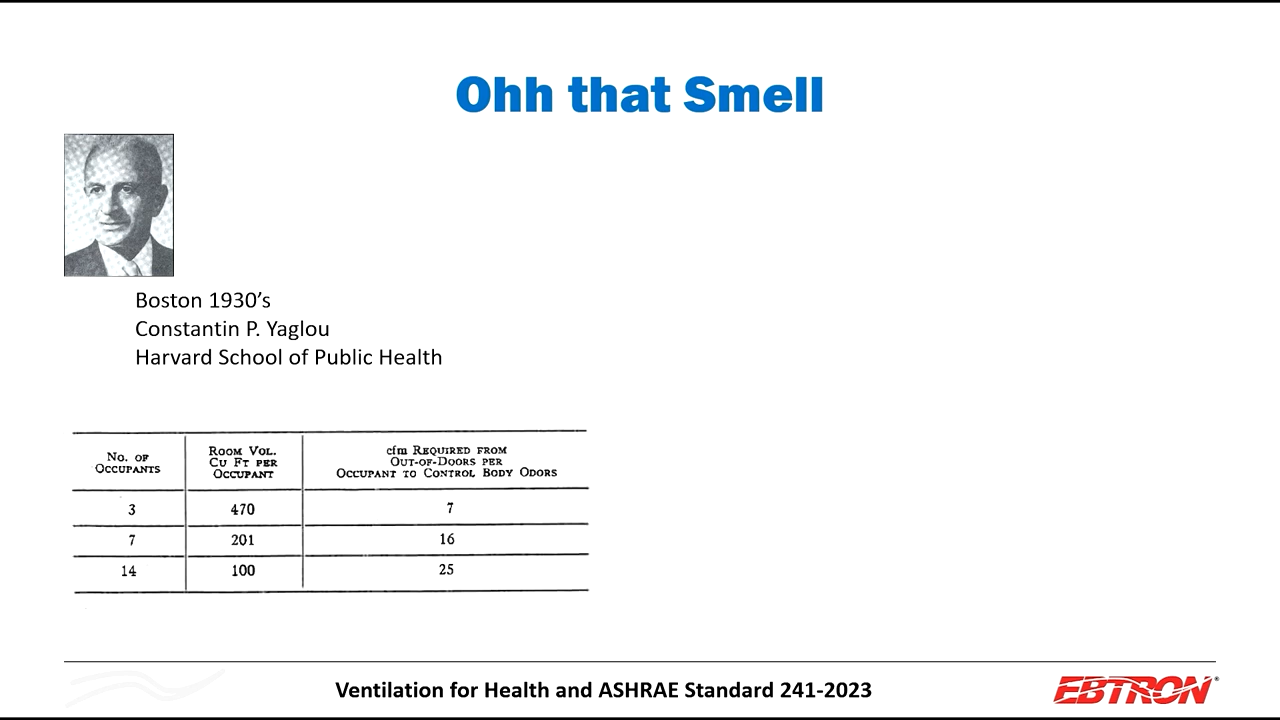 Ohh that Smell
Boston 1930’s
Constantin P. Yaglou
Harvard School of Public Health
No. of Occupants | Room Vol. Cu Ft per Occupant | cfm Required from Out-of-Doors per Occupant to Control Body Odors
3 | 470 | 7
7 | 201 | 16
14 | 100 | 25
Ventilation for Health and ASHRAE Standard 241-2023
EBTRON®